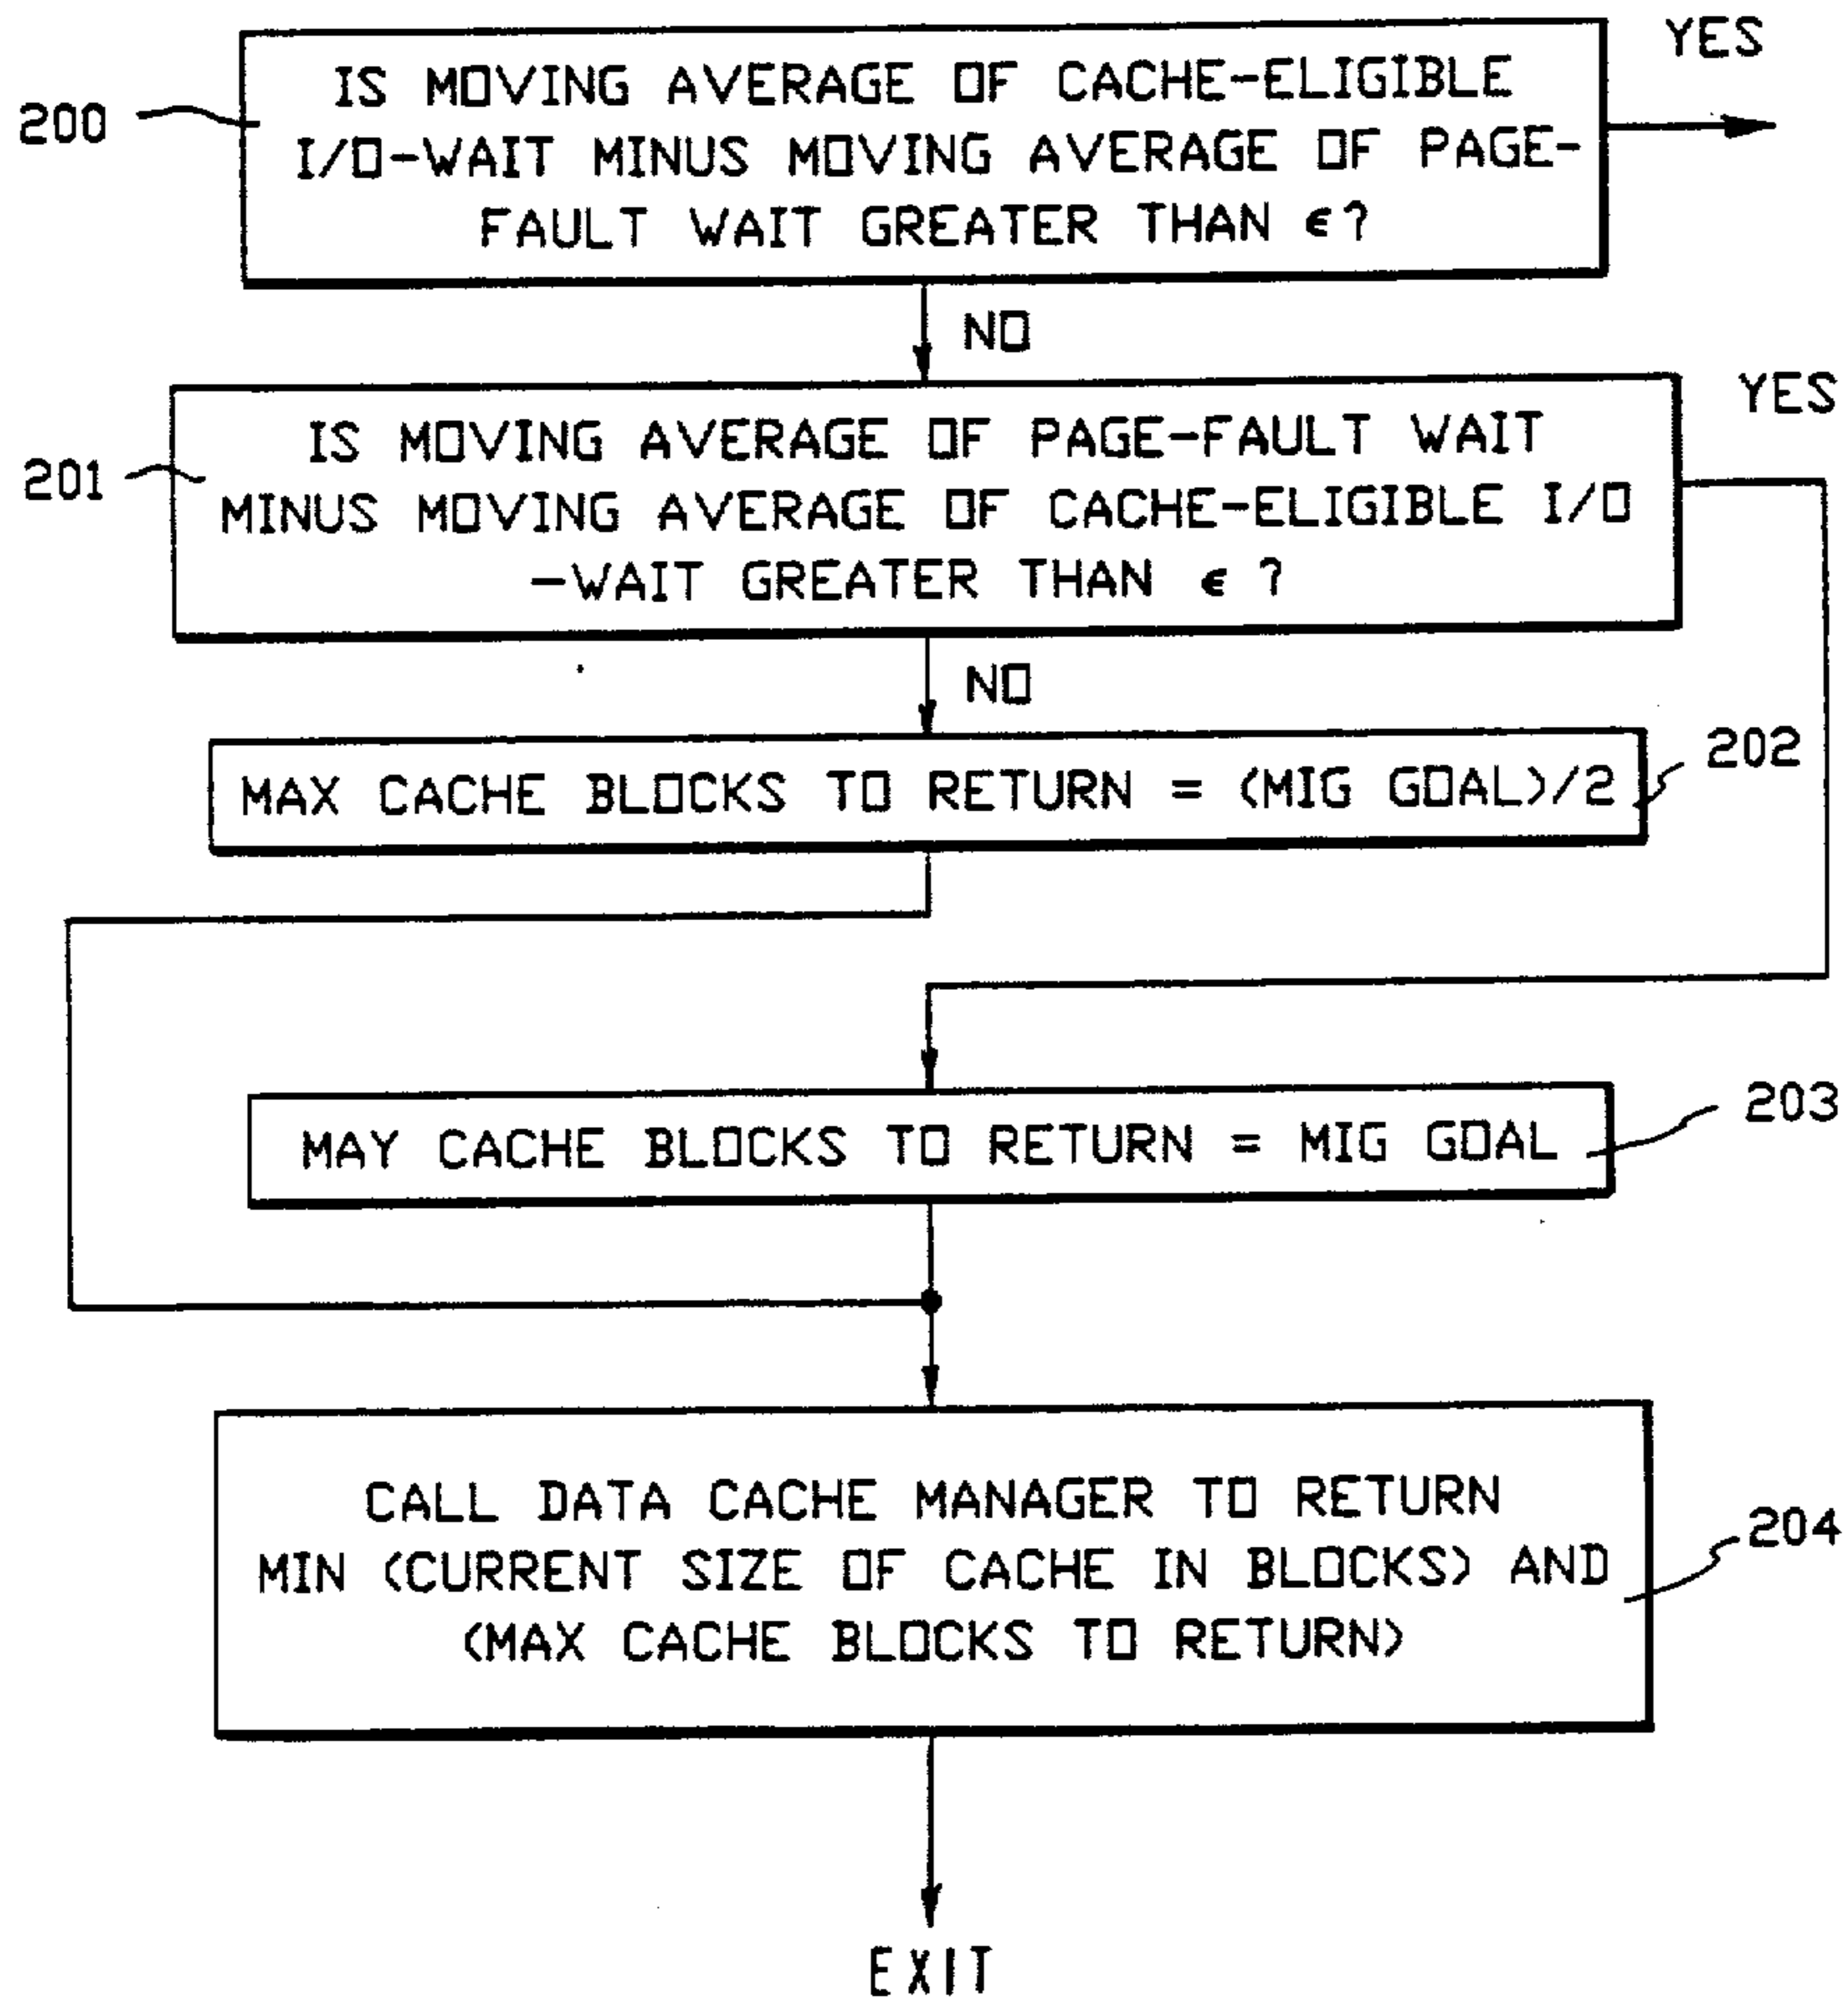 YES
IS MOVING AVERAGE OF CACHE-ELIGIBLE
200
I/O-WAIT MINUS MOVING AVERAGE OF PAGE-
FAULT WAIT GREATER THAN ϵ?
NO
YES
IS MOVING AVERAGE OF PAGE-FAULT WAIT
201
MINUS MOVING AVERAGE OF CACHE-ELIGIBLE I/O
-WAIT GREATER THAN ϵ ?
NO
202
MAX CACHE BLOCKS TO RETURN = (MIG GOAL)/2
203
MAY CACHE BLOCKS TO RETURN = MIG GOAL
CALL DATA CACHE MANAGER TO RETURN
204
MIN (CURRENT SIZE OF CACHE IN BLOCKS) AND
(MAX CACHE BLOCKS TO RETURN)
EXIT